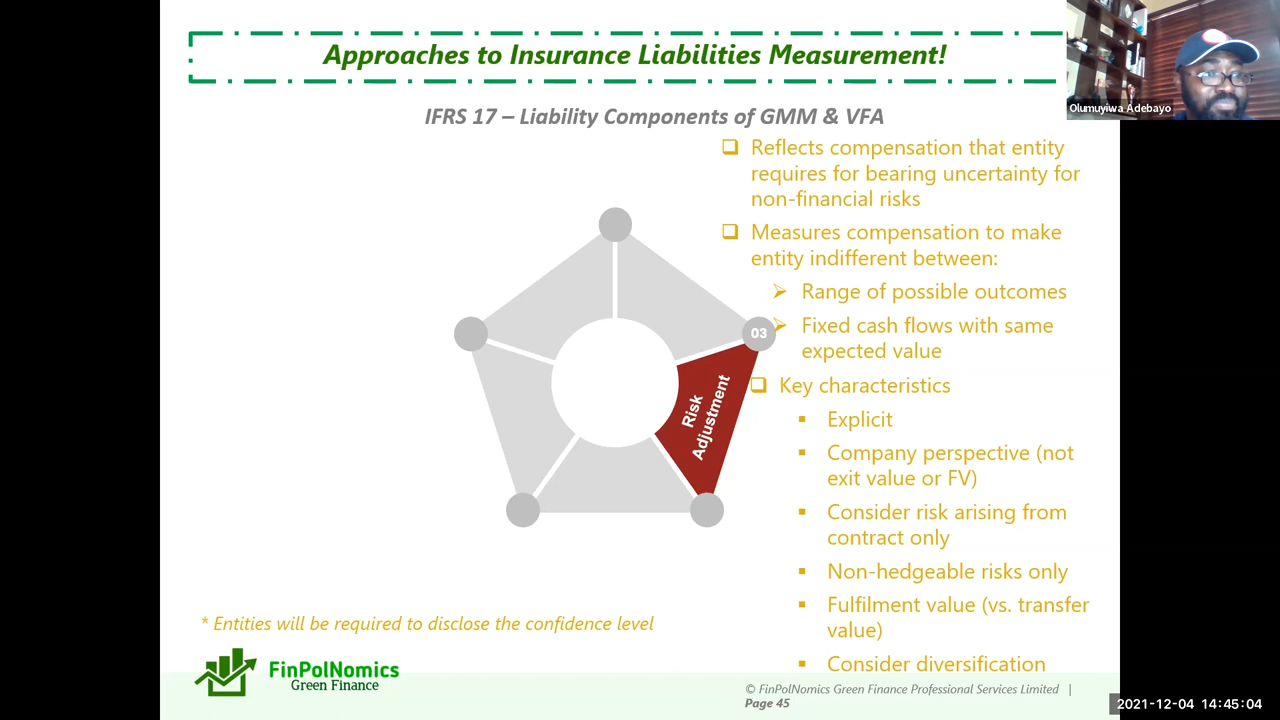 Approaches to Insurance Liabilities Measurement!
Olumuyiwa Adebayo
IFRS 17 – Liability Components of GMM & VFA
❑ Reflects compensation that entity
requires for bearing uncertainty for
non-financial risks
❑ Measures compensation to make
entity indifferent between:
➢ Range of possible outcomes
➢ Fixed cash flows with same
expected value
03
Risk
Adjustment
❑ Key characteristics
▪ Explicit
▪ Company perspective (not
exit value or FV)
▪ Consider risk arising from
contract only
▪ Non-hedgeable risks only
▪ Fulfilment value (vs. transfer
value)
▪ Consider diversification
* Entities will be required to disclose the confidence level
FinPolNomics
Green Finance
© FinPolNomics Green Finance Professional Services Limited |
Page 45
2021-12-04 14:45:04